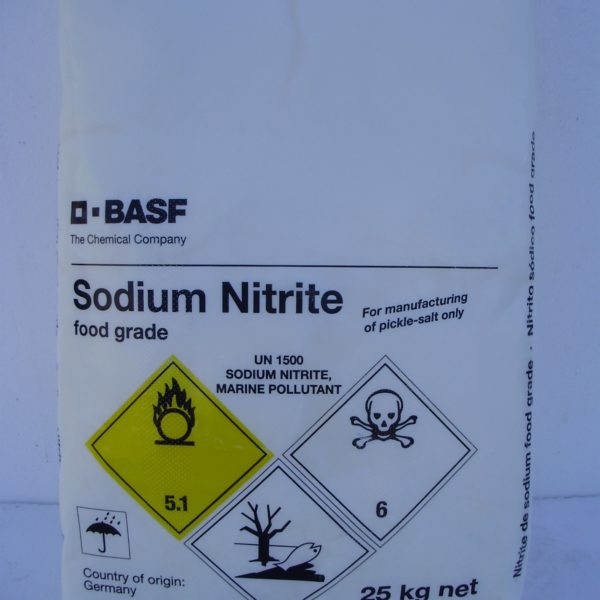 BASF
The Chemical Company
Sodium Nitrite
food grade
For manufacturing
of pickle-salt only
UN 1500
SODIUM NITRITE,
MARINE POLLUTANT
5.1
6
Country of origin:
Germany
25 kg net
Nitrite de sodium food grade · Nitrito sódico food grade